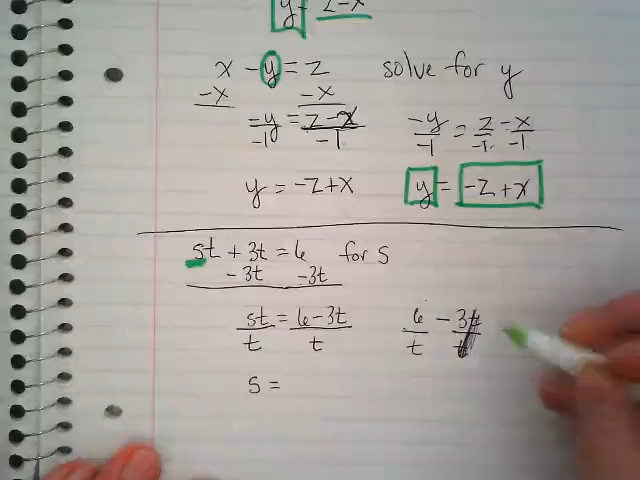 y = z-x
x - y = z solve for y
-x -x
-y = z - x -y = z - x
-1 -1 -1 -1 -1
y = -z+x y = -z+x
st + 3t = 6 for s
-3t -3t
st = 6-3t 6 - 3t
t t t t
s =